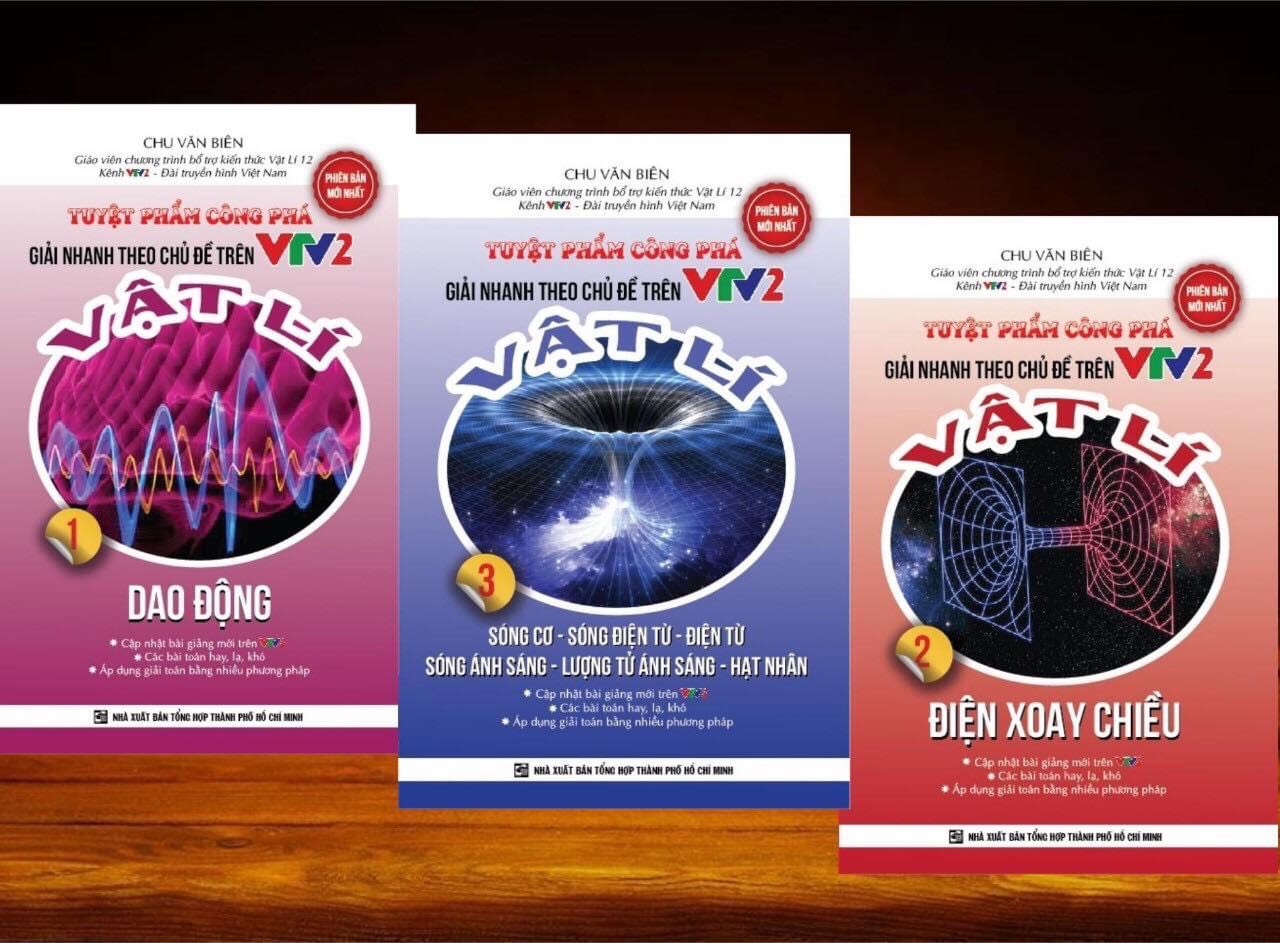 CHU VĂN BIÊN
Giáo viên chương trình bổ trợ kiến thức Vật Lí 12
Kênh VTV2 - Đài truyền hình Việt Nam
PHIÊN BẢN
MỚI NHẤT
TUYỆT PHẨM CÔNG PHÁ
GIẢI NHANH THEO CHỦ ĐỀ TRÊN VTV2
VẬT LÍ
1
DAO ĐỘNG
* Cập nhật bài giảng mới trên VTV2
* Các bài toán hay, lạ, khó
* Áp dụng giải toán bằng nhiều phương pháp
NHÀ XUẤT BẢN TỔNG HỢP THÀNH PHỐ HỒ CHÍ MINH
CHU VĂN BIÊN
Giáo viên chương trình bổ trợ kiến thức Vật Lí 12
Kênh VTV2 - Đài truyền hình Việt Nam
PHIÊN BẢN
MỚI NHẤT
TUYỆT PHẨM CÔNG PHÁ
GIẢI NHANH THEO CHỦ ĐỀ TRÊN VTV2
VẬT LÍ
3
SÓNG CƠ - SÓNG ĐIỆN TỪ - ĐIỆN TỪ
SÓNG ÁNH SÁNG - LƯỢNG TỬ ÁNH SÁNG - HẠT NHÂN
* Cập nhật bài giảng mới trên VTV2
* Các bài toán hay, lạ, khó
* Áp dụng giải toán bằng nhiều phương pháp
NHÀ XUẤT BẢN TỔNG HỢP THÀNH PHỐ HỒ CHÍ MINH
CHU VĂN BIÊN
Giáo viên chương trình bổ trợ kiến thức Vật Lí 12
Kênh VTV2 - Đài truyền hình Việt Nam
PHIÊN BẢN
MỚI NHẤT
TUYỆT PHẨM CÔNG PHÁ
GIẢI NHANH THEO CHỦ ĐỀ TRÊN VTV2
VẬT LÍ
2
ĐIỆN XOAY CHIỀU
* Cập nhật bài giảng mới trên VTV2
* Các bài toán hay, lạ, khó
* Áp dụng giải toán bằng nhiều phương pháp
NHÀ XUẤT BẢN TỔNG HỢP THÀNH PHỐ HỒ CHÍ MINH